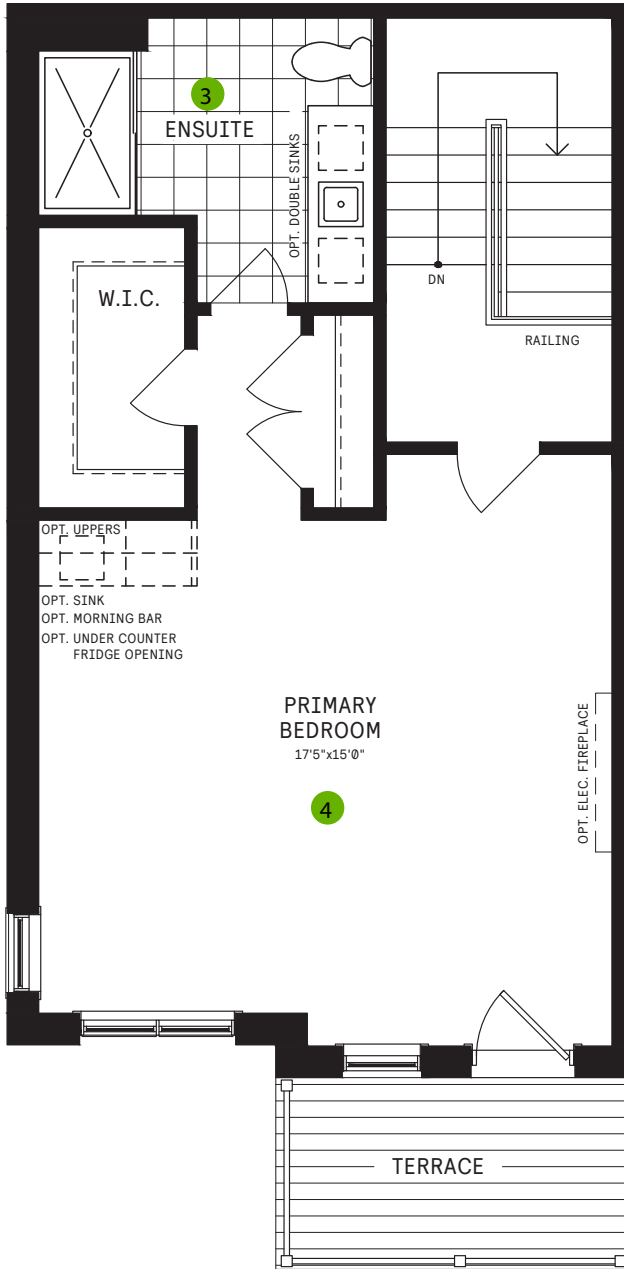 3
ENSUITE
OPT. DOUBLE SINKS
DN
RAILING
W.I.C.
OPT. UPPERS
OPT. SINK
OPT. MORNING BAR
OPT. UNDER COUNTER
FRIDGE OPENING
PRIMARY
BEDROOM
17'5"x15'0"
4
OPT. ELEC. FIREPLACE
TERRACE